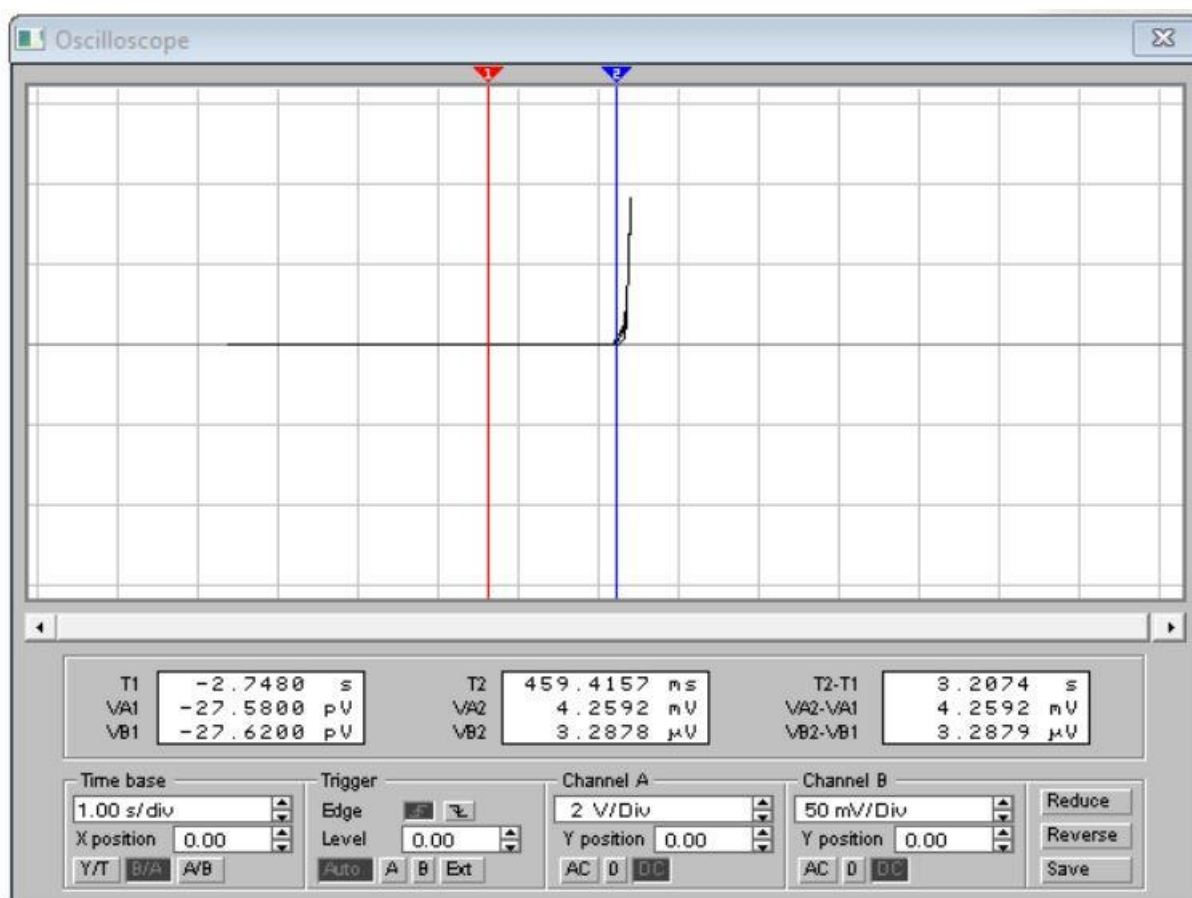 Oscilloscope
1 2
T1 -2.7480 s T2 459.4157 ms T2-T1 3.2074 s
VA1 -27.5800 pV VA2 4.2592 mV VA2-VA1 4.2592 mV
VB1 -27.6200 pV VB2 3.2878 µV VB2-VB1 3.2879 µV
Time base Trigger Channel A Channel B
1.00 s/div Edge 2 V/Div 50 mV/Div Reduce
X position 0.00 Level 0.00 Y position 0.00 Y position 0.00 Reverse
Y/T B/A A/B Auto A B Ext AC 0 DC AC 0 DC Save